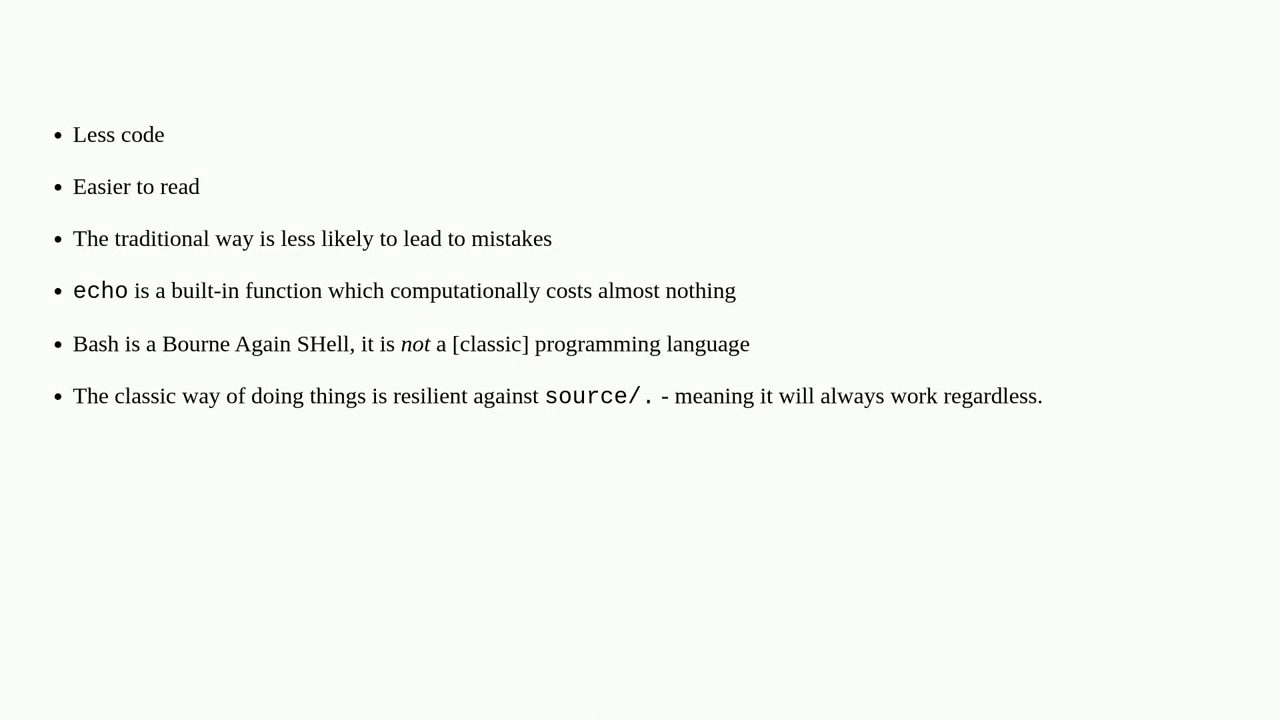 • Less code
• Easier to read
• The traditional way is less likely to lead to mistakes
• echo is a built-in function which computationally costs almost nothing
• Bash is a Bourne Again SHell, it is not a [classic] programming language
• The classic way of doing things is resilient against source/. - meaning it will always work regardless.